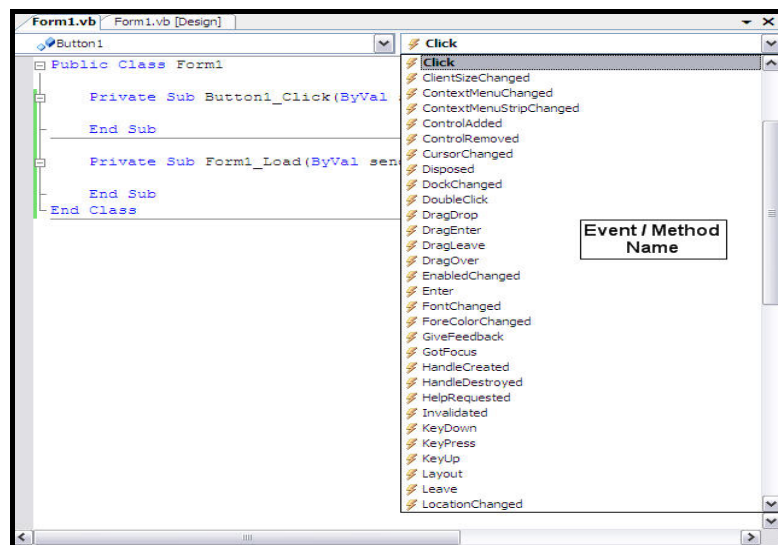 Form1.vb Form1.vb [Design]
Button1
Click
Public Class Form1
Private Sub Button1_Click(ByVal
End Sub
Private Sub Form1_Load(ByVal sen
End Sub
End Class
Click
ClientSizeChanged
ContextMenuChanged
ContextMenuStripChanged
ControlAdded
ControlRemoved
CursorChanged
Disposed
DockChanged
DoubleClick
DragDrop
DragEnter
DragLeave
DragOver
EnabledChanged
Enter
FontChanged
ForeColorChanged
GiveFeedback
GotFocus
HandleCreated
HandleDestroyed
HelpRequested
Invalidated
KeyDown
KeyPress
KeyUp
Layout
Leave
LocationChanged
Event / Method
Name